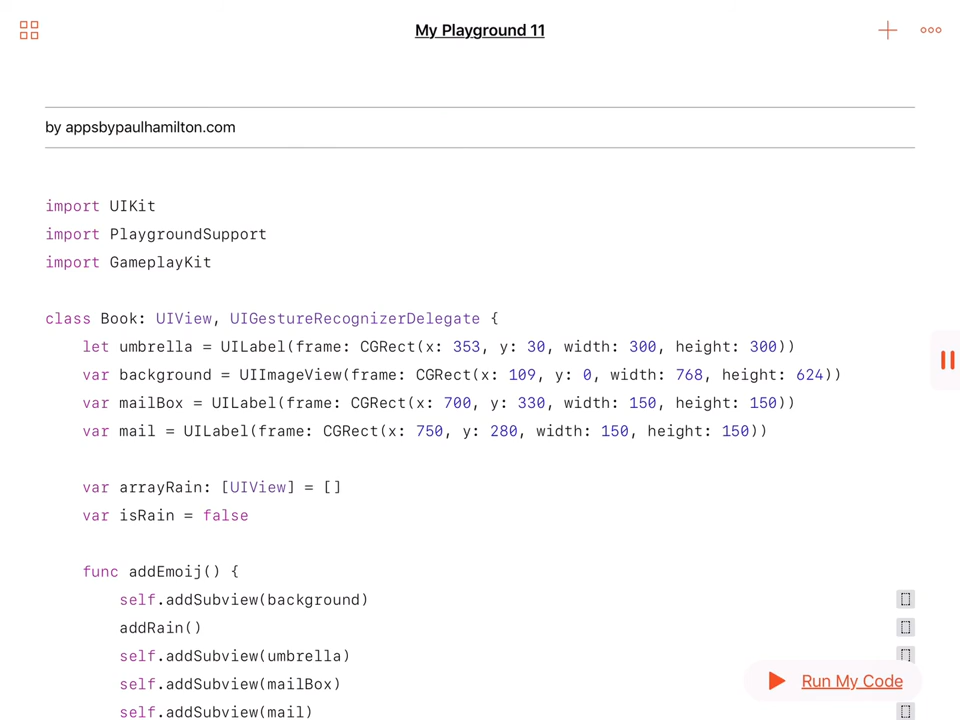 My Playground 11
by appsbypaulhamilton.com
import UIKit
import PlaygroundSupport
import GameplayKit
class Book: UIView, UIGestureRecognizerDelegate {
let umbrella = UILabel(frame: CGRect(x: 353, y: 30, width: 300, height: 300))
var background = UIImageView(frame: CGRect(x: 109, y: 0, width: 768, height: 624))
var mailBox = UILabel(frame: CGRect(x: 700, y: 330, width: 150, height: 150))
var mail = UILabel(frame: CGRect(x: 750, y: 280, width: 150, height: 150))
var arrayRain: [UIView] = []
var isRain = false
func addEmoij() {
self.addSubview(background)
addRain()
self.addSubview(umbrella)
self.addSubview(mailBox)
Run My Code
self.addSubview(mail)